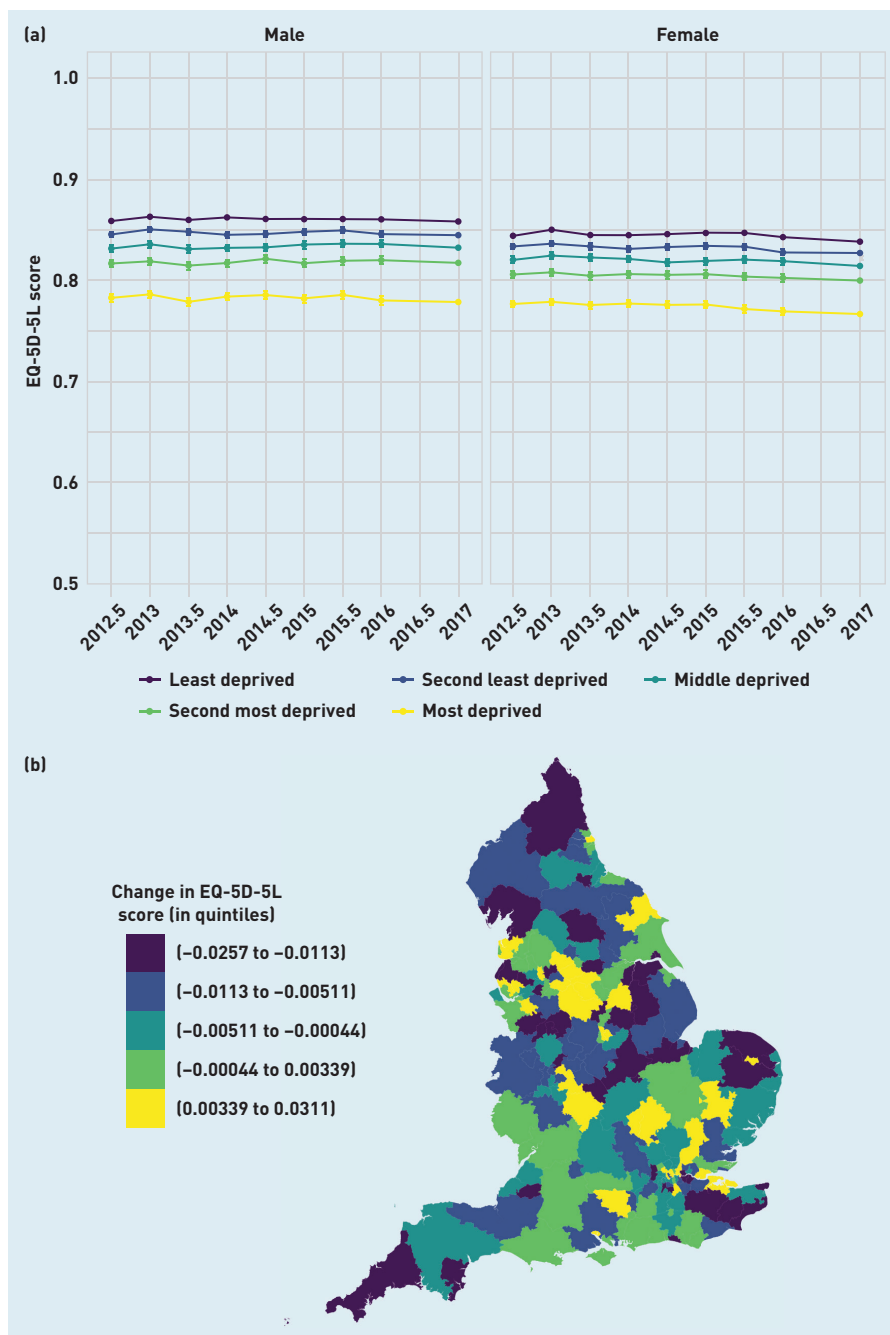 (a)
Male
Female
EQ-5D-5L score
1.0
0.9
0.8
0.7
0.6
0.5
2012.5
2013
2013.5
2014
2014.5
2015
2015.5
2016
2016.5
2017
2012.5
2013
2013.5
2014
2014.5
2015
2015.5
2016
2016.5
2017
Least deprived
Second least deprived
Middle deprived
Second most deprived
Most deprived
(b)
Change in EQ-5D-5L
score (in quintiles)
(−0.0257 to −0.0113)
(−0.0113 to −0.00511)
(−0.00511 to −0.00044)
(−0.00044 to 0.00339)
(0.00339 to 0.0311)